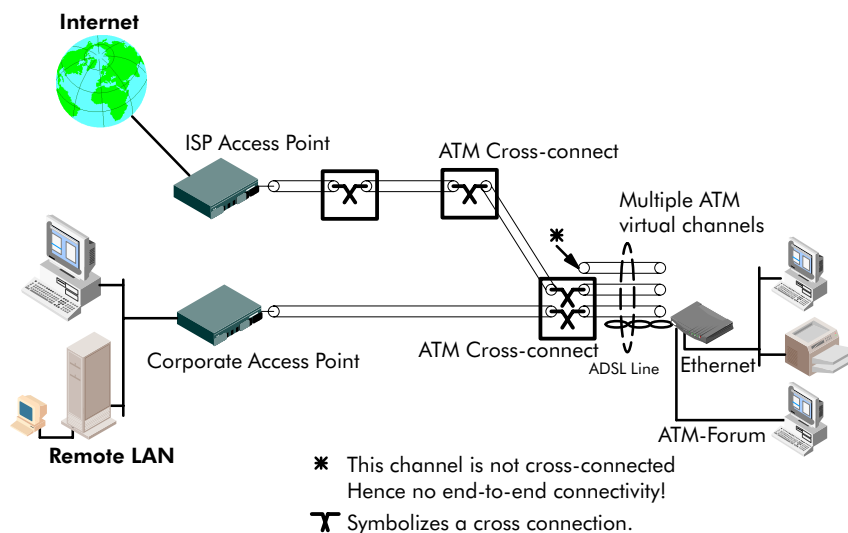 Internet
ISP Access Point
ATM Cross-connect
Multiple ATM
virtual channels
*
Corporate Access Point
ATM Cross-connect
ADSL Line
Ethernet
ATM-Forum
Remote LAN
* This channel is not cross-connected
Hence no end-to-end connectivity!
Symbolizes a cross connection.